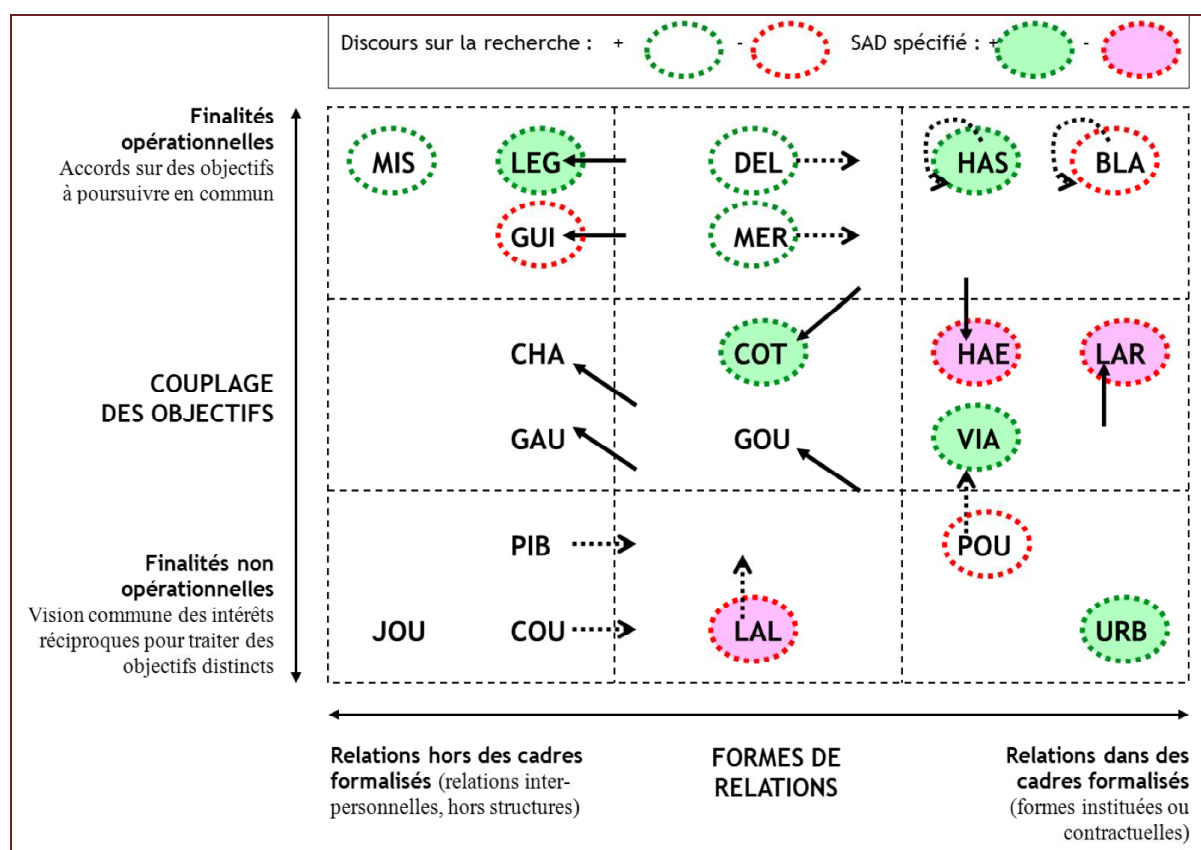 Discours sur la recherche : + - SAD spécifié : + -
Finalités
opérationnelles
Accords sur des objectifs
à poursuivre en commun
MIS LEG DEL HAS BLA
GUI MER
COUPLAGE
DES OBJECTIFS
CHA COT HAE LAR
GAU GOU VIA
Finalités non
opérationnelles
Vision commune des intérêts
réciproques pour traiter des
objectifs distincts
PIB POU
JOU COU LAL URB
Relations hors des cadres
formalisés (relations inter-
personnelles, hors structures)
FORMES DE
RELATIONS
Relations dans des
cadres formalisés
(formes instituées ou
contractuelles)